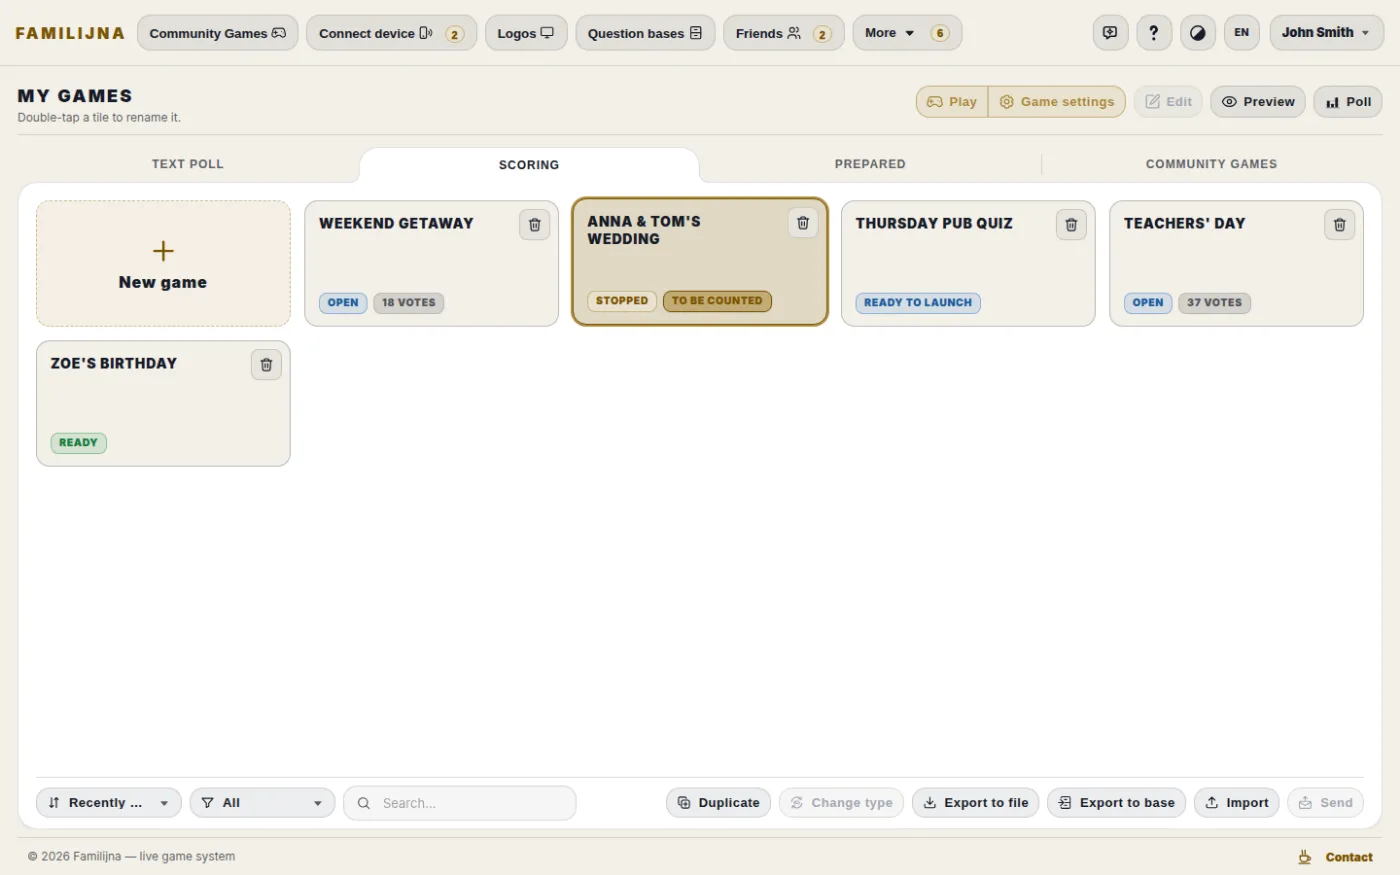 FAMILIJNA
Community Games
Connect device 2
Logos
Question bases
Friends 2
More 6
EN
John Smith
MY GAMES
Double-tap a tile to rename it.
Play
Game settings
Edit
Preview
Poll
TEXT POLL
SCORING
PREPARED
COMMUNITY GAMES
New game
WEEKEND GETAWAY
OPEN
18 VOTES
ANNA & TOM'S
WEDDING
STOPPED
TO BE COUNTED
THURSDAY PUB QUIZ
READY TO LAUNCH
TEACHERS' DAY
OPEN
37 VOTES
ZOE'S BIRTHDAY
READY
Recently ...
All
Search...
Duplicate
Change type
Export to file
Export to base
Import
Send
© 2026 Familijna — live game system
Contact